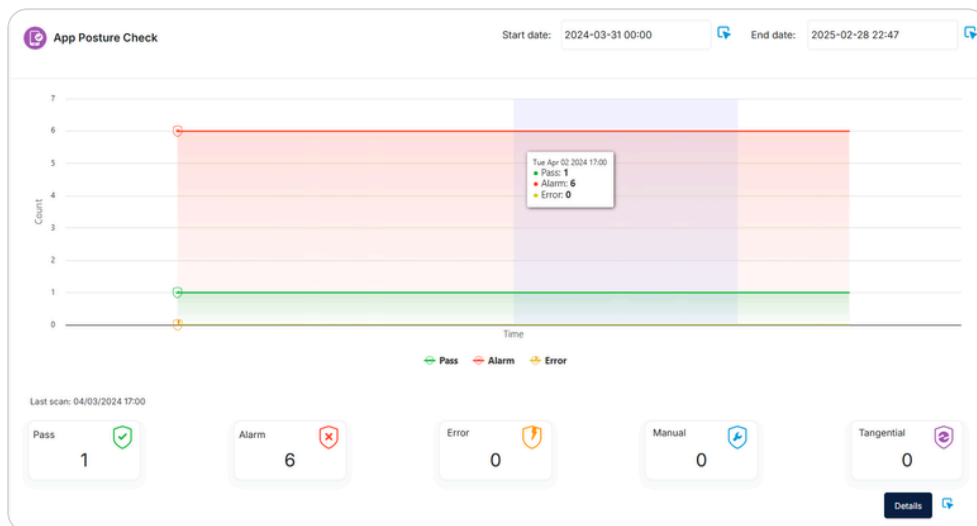 App Posture Check
Start date: 2024-03-31 00:00 End date: 2025-02-28 22:47
7
6
5
4
3
2
1
0
Count
Tue Apr 02 2024 17:00
Pass: 1
Alarm: 6
Error: 0
Time
Pass Alarm Error
Last scan: 04/03/2024 17:00
Pass Alarm Error Manual Tangential
1 6 0 0 0
Details